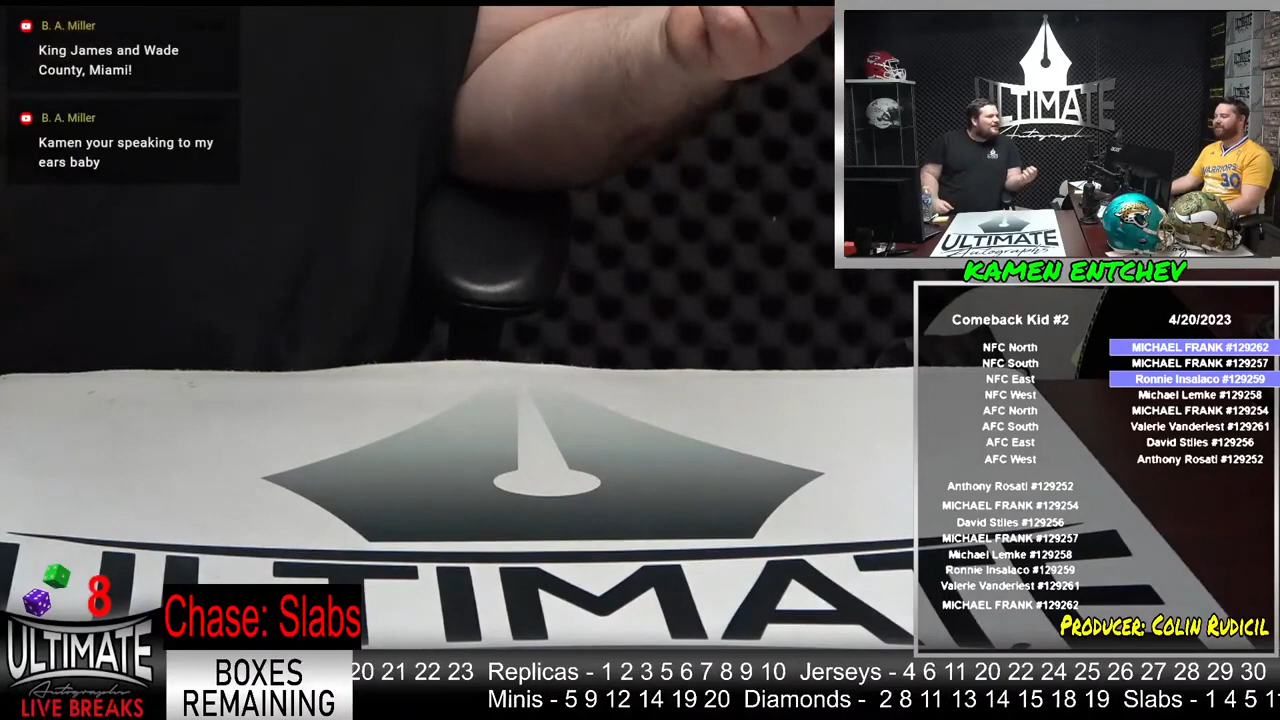 B. A. Miller
King James and Wade
County, Miami!
B. A. Miller
Kamen your speaking to my
ears baby
ULTIMATE
Autographs
WARRIORS
30
ULTIMATE
Autographs
KAMEN ENTCHEV
Comeback Kid #2 4/20/2023
NFC North MICHAEL FRANK #129262
NFC South MICHAEL FRANK #129257
NFC East Ronnie Insalaco #129259
NFC West Michael Lemke #129258
AFC North MICHAEL FRANK #129254
AFC South Valerie Vanderiest #129261
AFC East David Stiles #129256
AFC West Anthony Rosati #129252
Anthony Rosati #129252
MICHAEL FRANK #129254
David Stiles #129256
MICHAEL FRANK #129257
Michael Lemke #129258
Ronnie Insalaco #129259
Valerie Vanderiest #129261
MICHAEL FRANK #129262
PRODUCER: COLIN RUDICIL
ULTIMATE
8
ULTIMATE
Autographs
LIVE BREAKS
Chase: Slabs
BOXES
REMAINING
20 21 22 23 Replicas - 1 2 3 5 6 7 8 9 10 Jerseys - 4 6 11 20 22 24 25 26 27 28 29 30
Minis - 5 9 12 14 19 20 Diamonds - 2 8 11 13 14 15 18 19 Slabs - 1 4 5 1